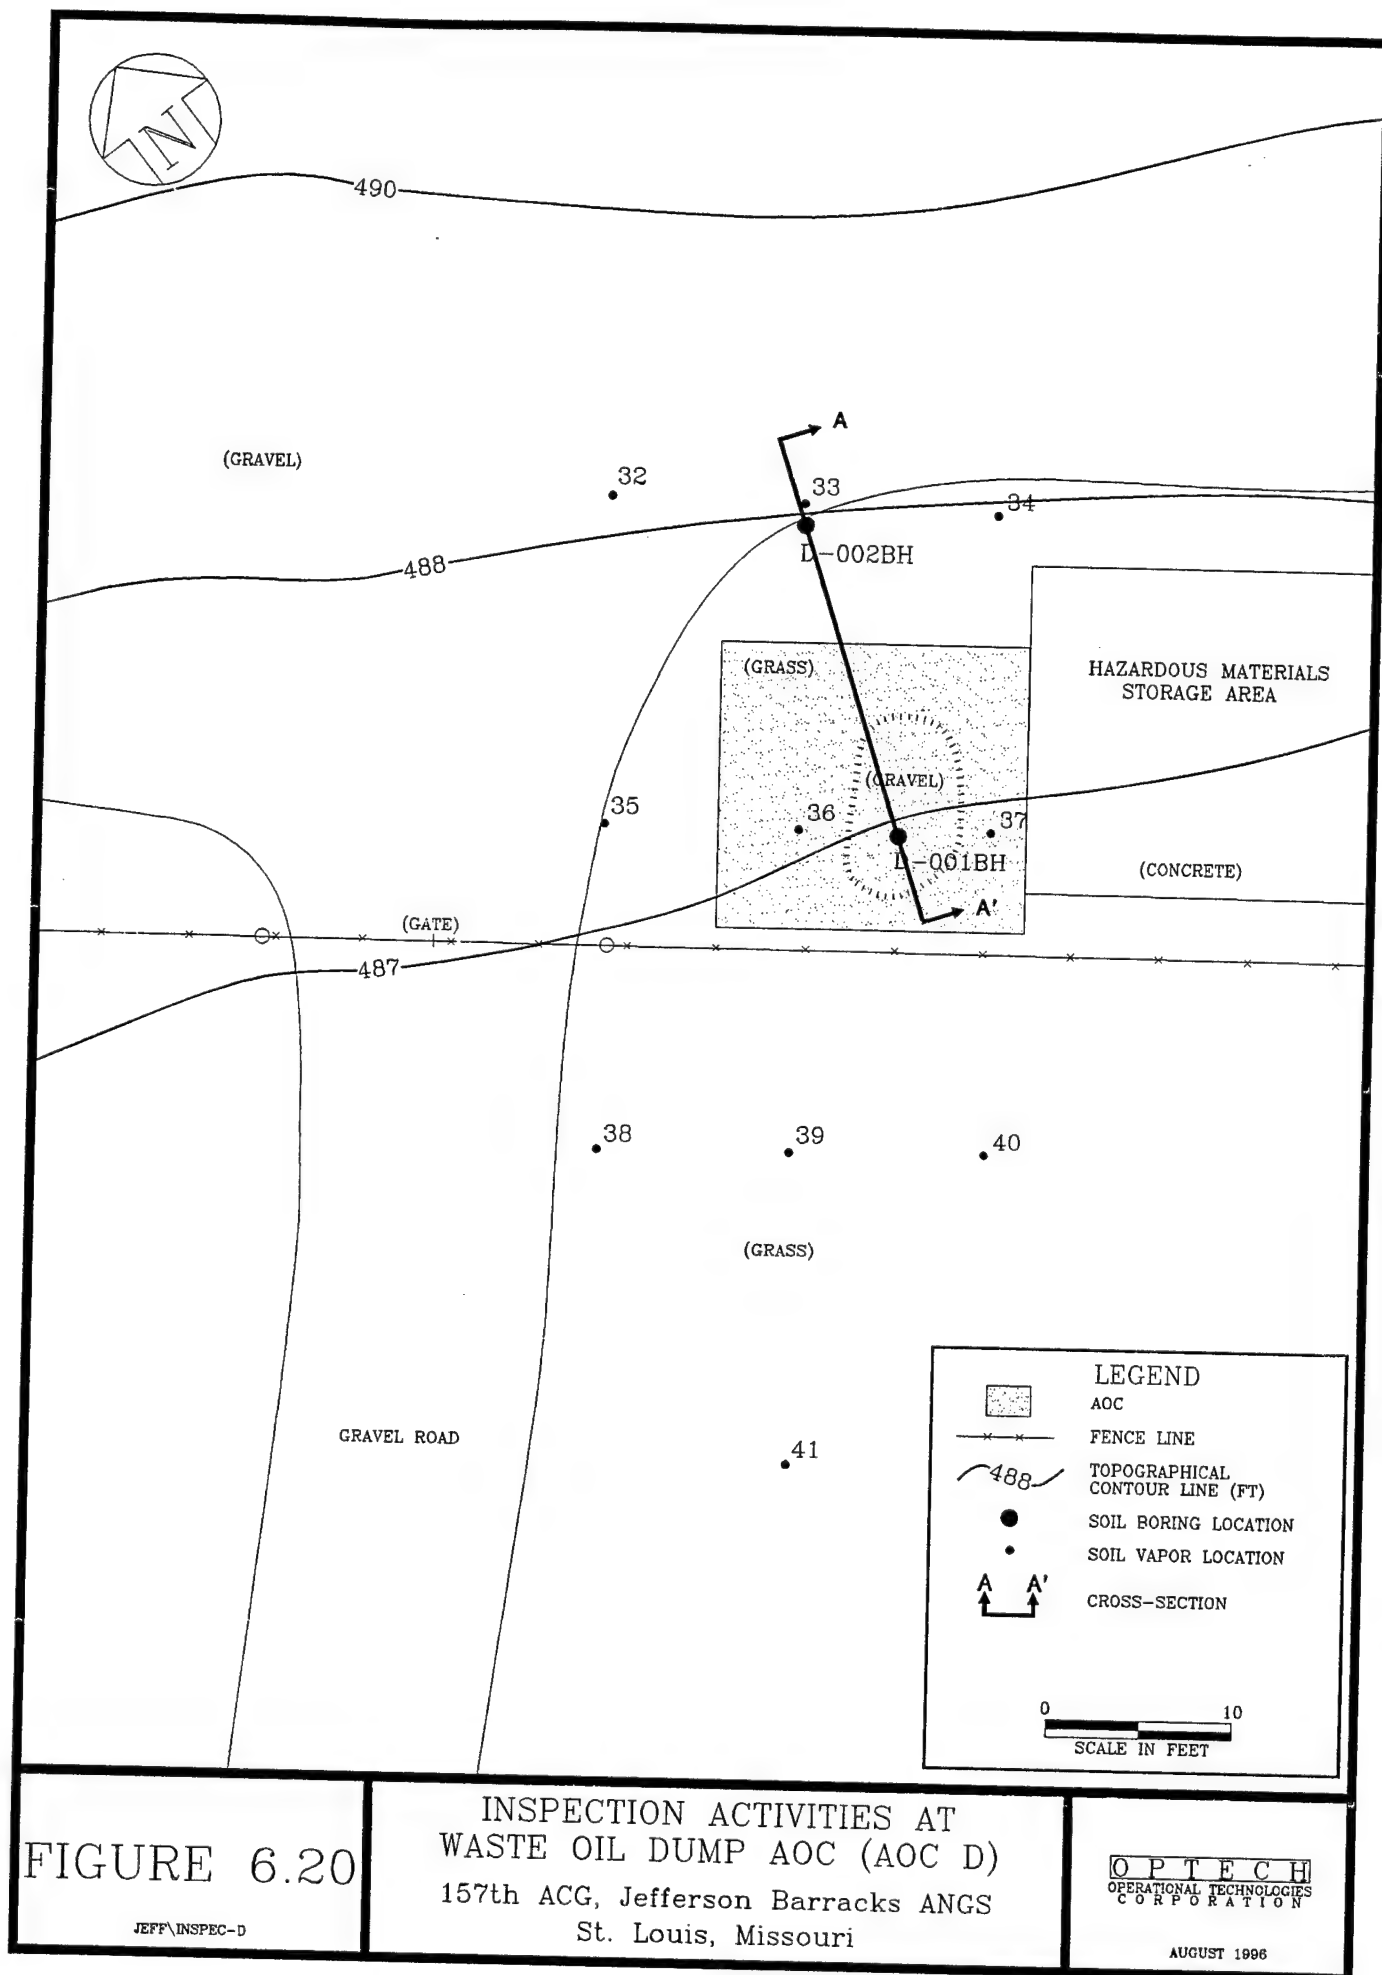 N
490
A
(GRAVEL)
32
33
34
488
D-002BH
(GRASS)
HAZARDOUS MATERIALS
STORAGE AREA
(GRAVEL)
35
36
37
D-001BH
(CONCRETE)
A'
(GATE)
487
38
39
40
(GRASS)
GRAVEL ROAD
41
LEGEND
AOC
FENCE LINE
488
TOPOGRAPHICAL
CONTOUR LINE (FT)
SOIL BORING LOCATION
SOIL VAPOR LOCATION
A A'
CROSS-SECTION
0 10
SCALE IN FEET
FIGURE 6.20
JEFF\INSPEC-D
INSPECTION ACTIVITIES AT
WASTE OIL DUMP AOC (AOC D)
157th ACG, Jefferson Barracks ANGS
St. Louis, Missouri
OPTECH
OPERATIONAL TECHNOLOGIES
CORPORATION
AUGUST 1996